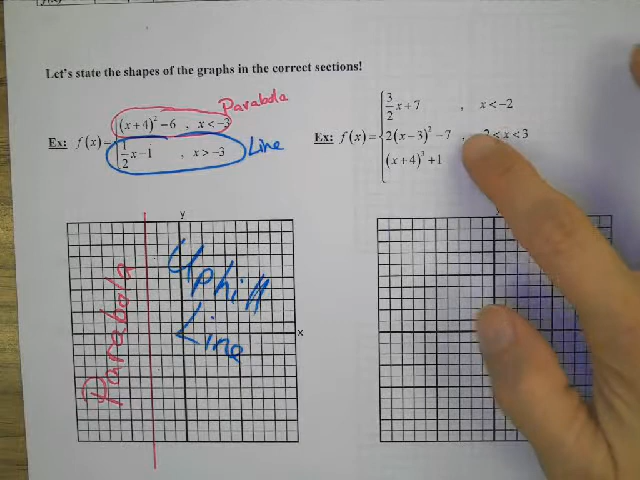 Let's state the shapes of the graphs in the correct sections!
Parabola
Ex: f(x)= (x+4)² − 6 , x < −3
1/2 x − 1 , x > −3
Line
Ex: f(x)= 3/2 x + 7 , x < −2
2(x−3)² − 7 , < x < 3
(x+4)³ + 1
y
Parabola
Uphill
Line
x